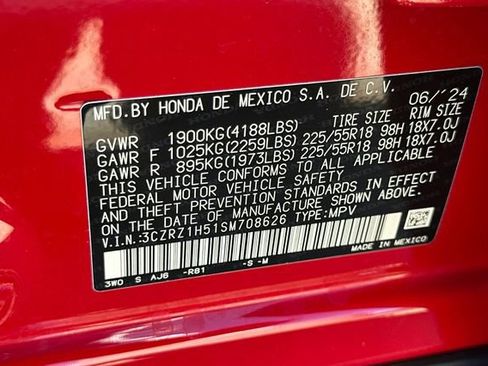 MFD.BY HONDA DE MEXICO S.A. DE C.V. 06/'24
TIRE SIZE RIM SIZE
GVWR 1900KG(4188LBS)
GAWR F 1025KG(2259LBS) 225/55R18 98H 18X7.0J
GAWR R 895KG(1973LBS) 225/55R18 98H 18X7.0J
THIS VEHICLE CONFORMS TO ALL APPLICABLE
FEDERAL MOTOR VEHICLE SAFETY
AND THEFT PREVENTION STANDARDS IN EFFECT
ON THE DATE OF MANUFACTURE SHOWN ABOVE.
V.I.N.:3CZRZ1H51SM708626 TYPE:MPV
MADE IN MEXICO
3W0 S AJ6 -R81 -S -M